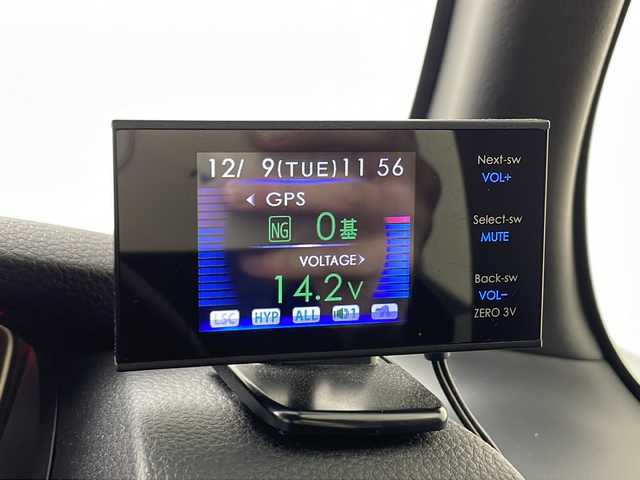 12/ 9(TUE)11 56
GPS
NG 0基
VOLTAGE
14.2V
LSC HYP ALL 1
Next-sw
VOL+
Select-sw
MUTE
Back-sw
VOL−
ZERO 3V